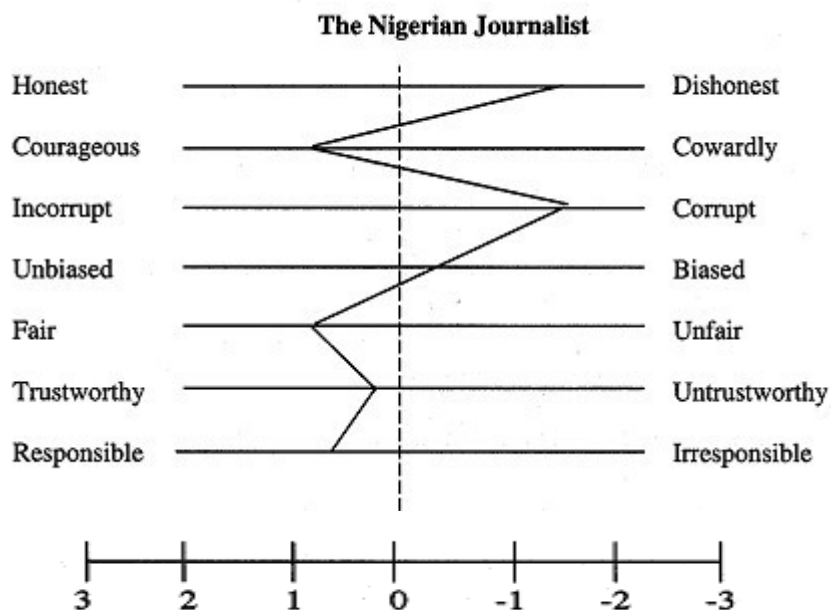 The Nigerian Journalist
Honest Dishonest
Courageous Cowardly
Incorrupt Corrupt
Unbiased Biased
Fair Unfair
Trustworthy Untrustworthy
Responsible Irresponsible
3 2 1 0 -1 -2 -3